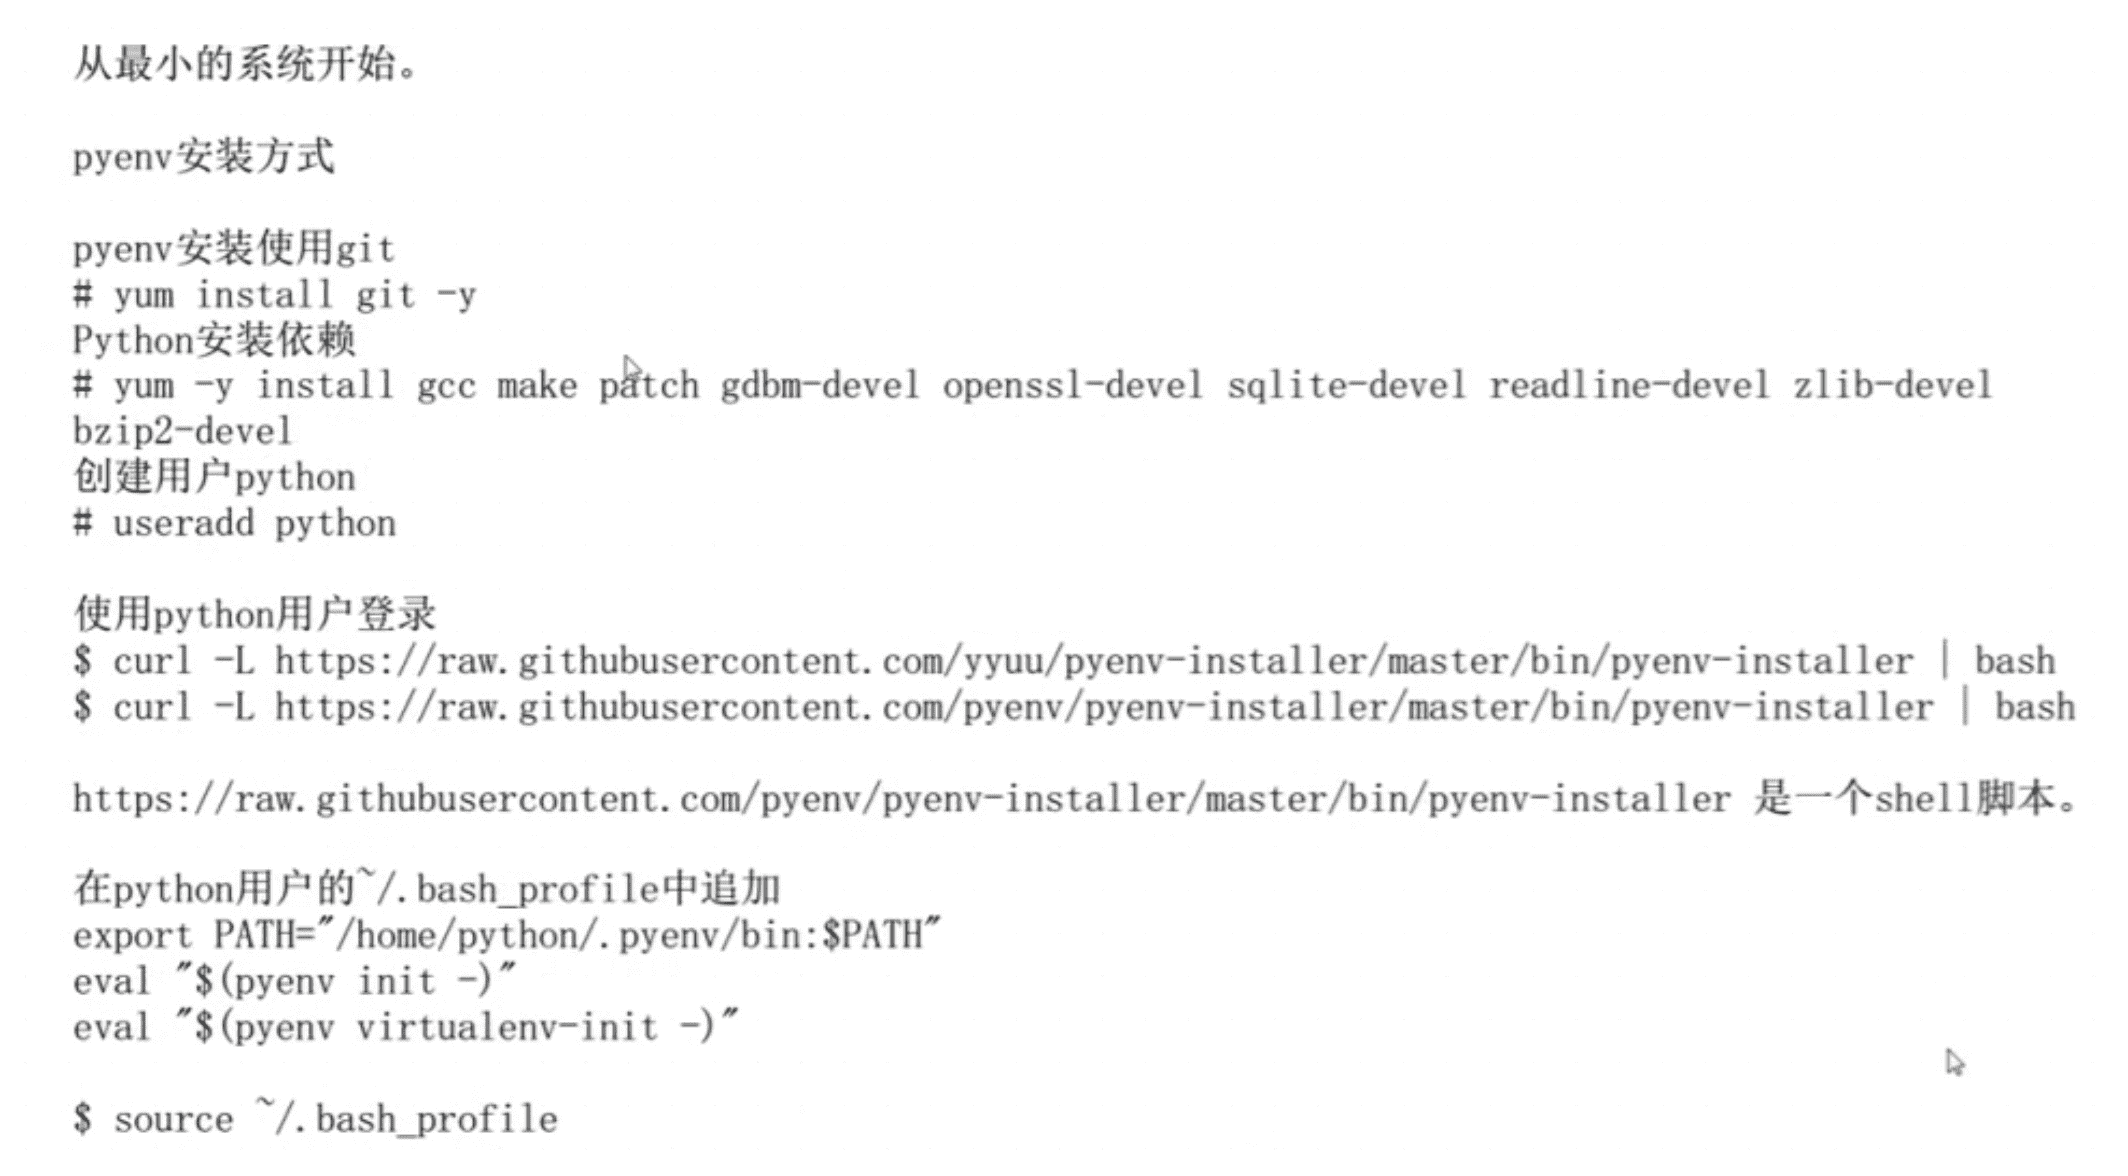 从最小的系统开始。
pyenv安装方式
pyenv安装使用git
# yum install git -y
Python安装依赖
# yum -y install gcc make patch gdbm-devel openssl-devel sqlite-devel readline-devel zlib-devel
bzip2-devel
创建用户python
# useradd python
使用python用户登录
$ curl -L https://raw.githubusercontent.com/yyuu/pyenv-installer/master/bin/pyenv-installer | bash
$ curl -L https://raw.githubusercontent.com/pyenv/pyenv-installer/master/bin/pyenv-installer | bash
https://raw.githubusercontent.com/pyenv/pyenv-installer/master/bin/pyenv-installer 是一个shell脚本。
在python用户的~/.bash_profile中追加
export PATH="/home/python/.pyenv/bin:$PATH"
eval "$(pyenv init -)"
eval "$(pyenv virtualenv-init -)"
$ source ~/.bash_profile